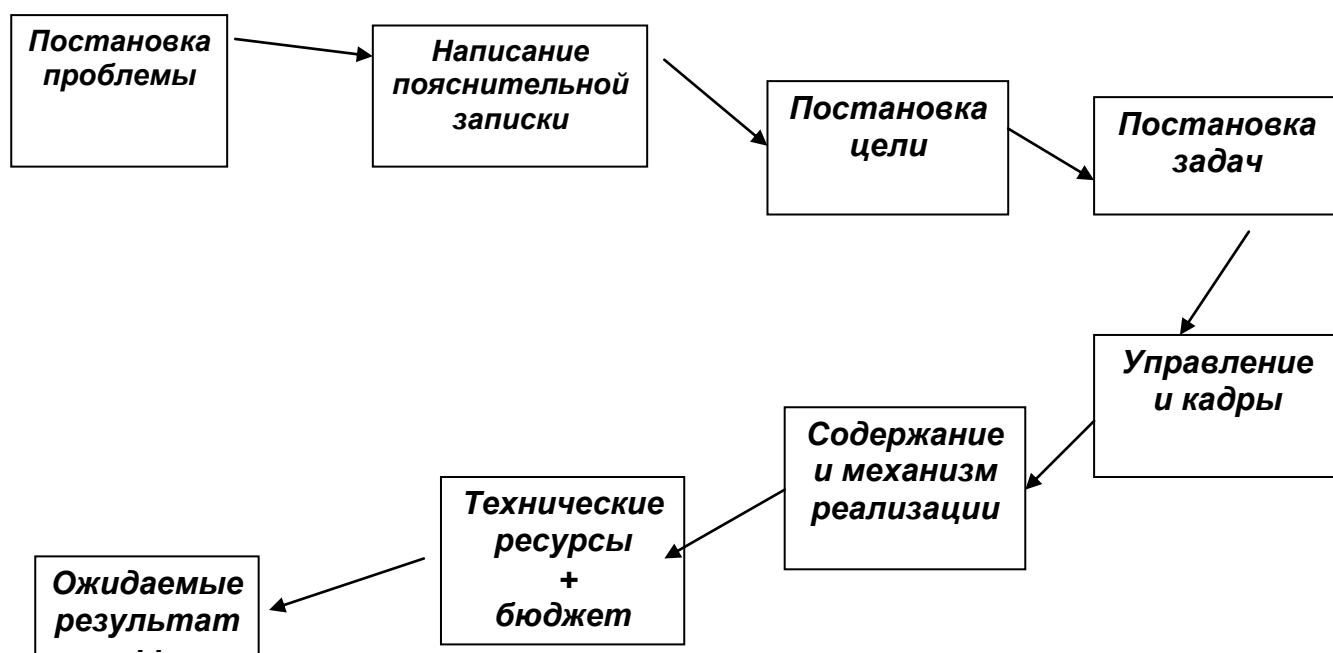 Постановка
проблемы
Написание
пояснительной
записки
Постановка
цели
Постановка
задач
Управление
и кадры
Содержание
и механизм
реализации
Технические
ресурсы
+
бюджет
Ожидаемые
результат